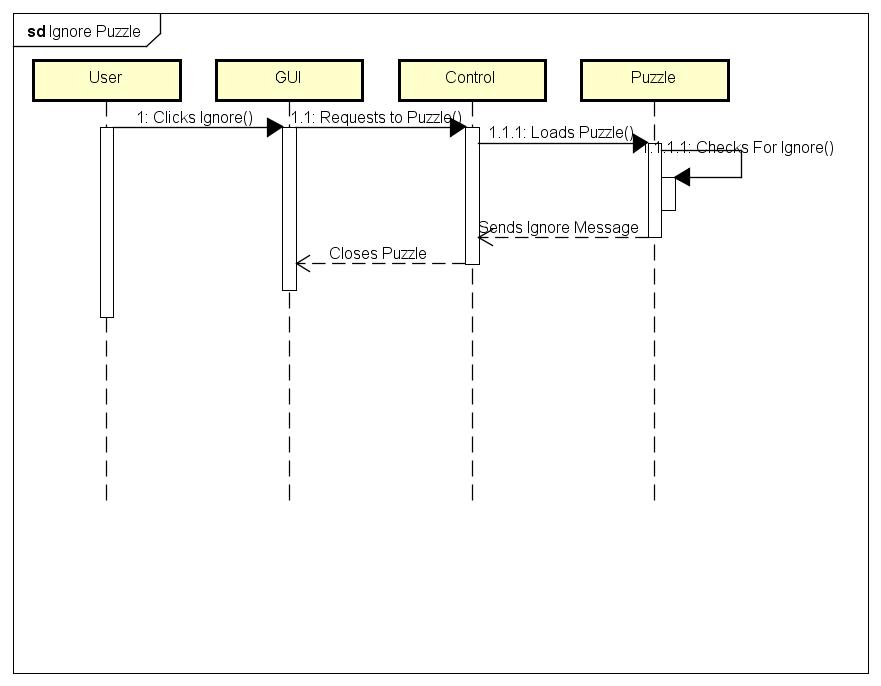 sd Ignore Puzzle
User
GUI
Control
Puzzle
1: Clicks Ignore()
1.1: Requests to Puzzle()
1.1.1: Loads Puzzle()
1.1.1.1: Checks For Ignore()
Sends Ignore Message
Closes Puzzle